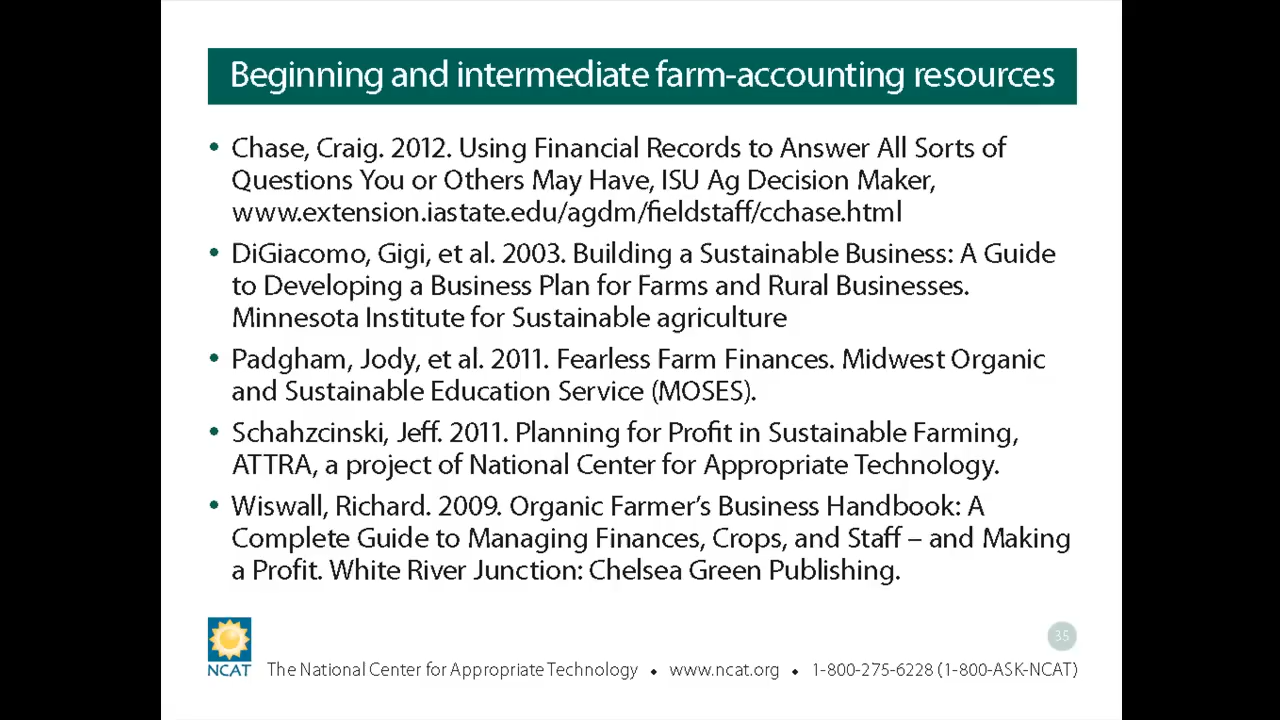 Beginning and intermediate farm-accounting resources
• Chase, Craig. 2012. Using Financial Records to Answer All Sorts of
Questions You or Others May Have, ISU Ag Decision Maker,
www.extension.iastate.edu/agdm/fieldstaff/cchase.html
• DiGiacomo, Gigi, et al. 2003. Building a Sustainable Business: A Guide
to Developing a Business Plan for Farms and Rural Businesses.
Minnesota Institute for Sustainable agriculture
• Padgham, Jody, et al. 2011. Fearless Farm Finances. Midwest Organic
and Sustainable Education Service (MOSES).
• Schahzcinski, Jeff. 2011. Planning for Profit in Sustainable Farming,
ATTRA, a project of National Center for Appropriate Technology.
• Wiswall, Richard. 2009. Organic Farmer’s Business Handbook: A
Complete Guide to Managing Finances, Crops, and Staff – and Making
a Profit. White River Junction: Chelsea Green Publishing.
35
NCAT The National Center for Appropriate Technology • www.ncat.org • 1-800-275-6228 (1-800-ASK-NCAT)